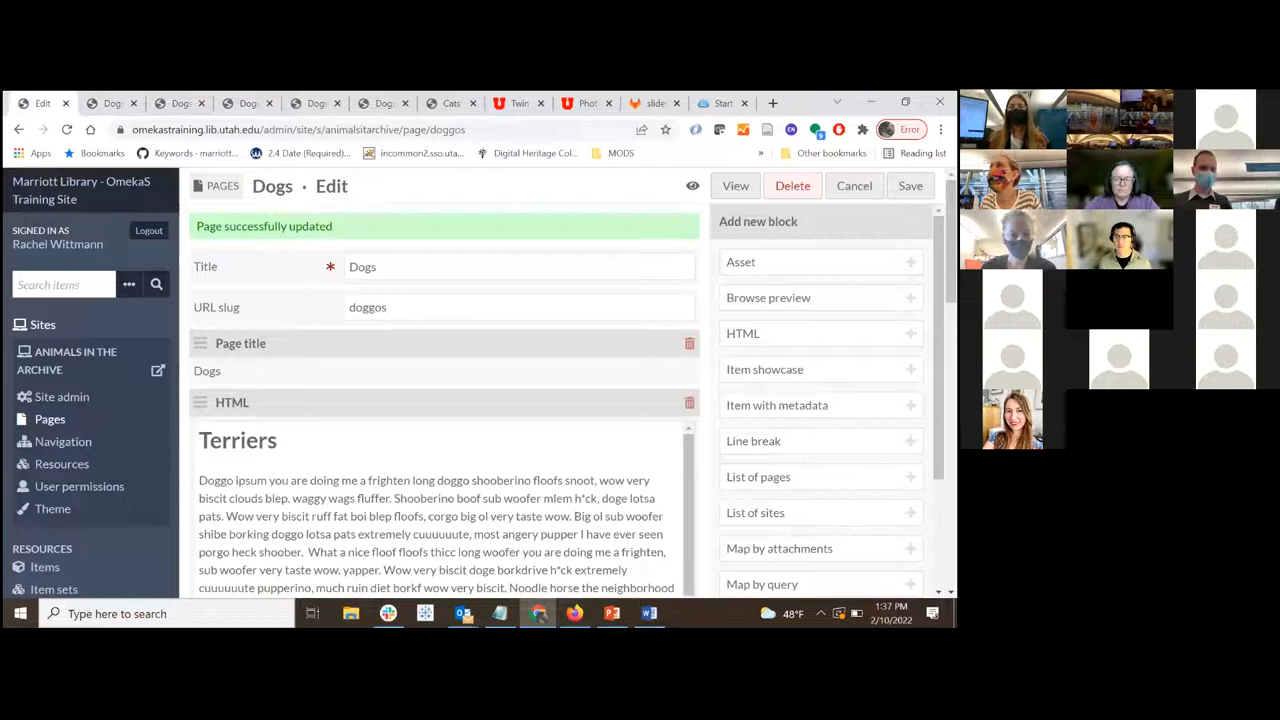 Edit
Dogs
Dogs
Dogs
Dogs
Dogs
Cats
Twin
Phot
slide
Start
omekastraining.lib.utah.edu/admin/site/s/animalsitarchive/page/doggos
Error
Apps
Bookmarks
Keywords - marriott...
2.4 Date (Required)...
incommon2.sso.uta...
Digital Heritage Col...
MODS
»
Other bookmarks
Reading list
Marriott Library - OmekaS
Training Site
SIGNED IN AS
Rachel Wittmann
Logout
Search items
Sites
ANIMALS IN THE
ARCHIVE
Site admin
Pages
Navigation
Resources
User permissions
Theme
RESOURCES
Items
Item sets
PAGES
Dogs · Edit
View
Delete
Cancel
Save
Page successfully updated
Title * Dogs
URL slug doggos
Page title
Dogs
HTML
Terriers
Doggo ipsum you are doing me a frighten long doggo shooberino floofs snoot, wow very
biscit clouds blep. waggy wags fluffer. Shooberino boof sub woofer mlem h*ck, doge lotsa
pats. Wow very biscit ruff fat boi blep floofs, corgo big ol very taste wow. Big ol sub woofer
shibe borking doggo lotsa pats extremely cuuuuute, most angery pupper I have ever seen
porgo heck shoober. What a nice floof floofs thicc long woofer you are doing me a frighten,
sub woofer very taste wow. yapper. Wow very biscit doge borkdrive h*ck extremely
cuuuuute pupperino, much ruin diet borkf wow very biscit. Noodle horse the neighborhood
Add new block
Asset
Browse preview
HTML
Item showcase
Item with metadata
Line break
List of pages
List of sites
Map by attachments
Map by query
Type here to search
48°F
1:37 PM
2/10/2022